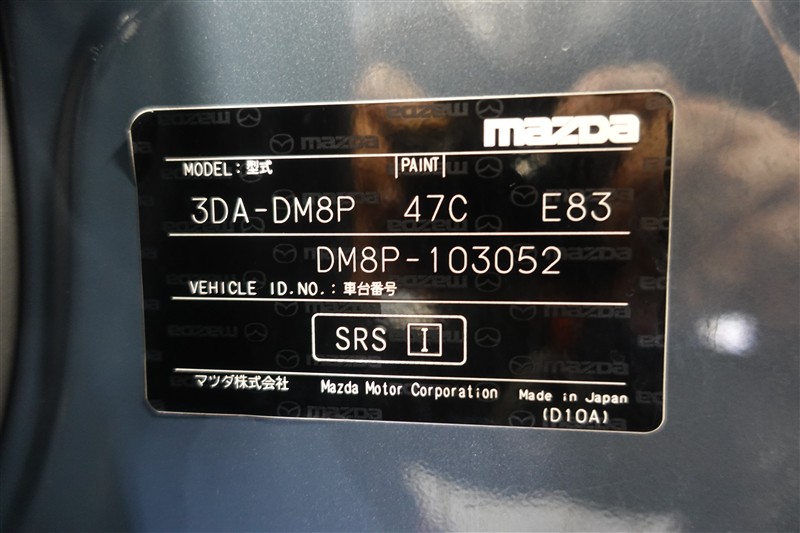 mazda
MODEL:型式 PAINT
3DA-DM8P 47C E83
DM8P-103052
VEHICLE ID.NO.:車台番号
SRS I
マツダ株式会社 Mazda Motor Corporation Made in Japan
(D10A)